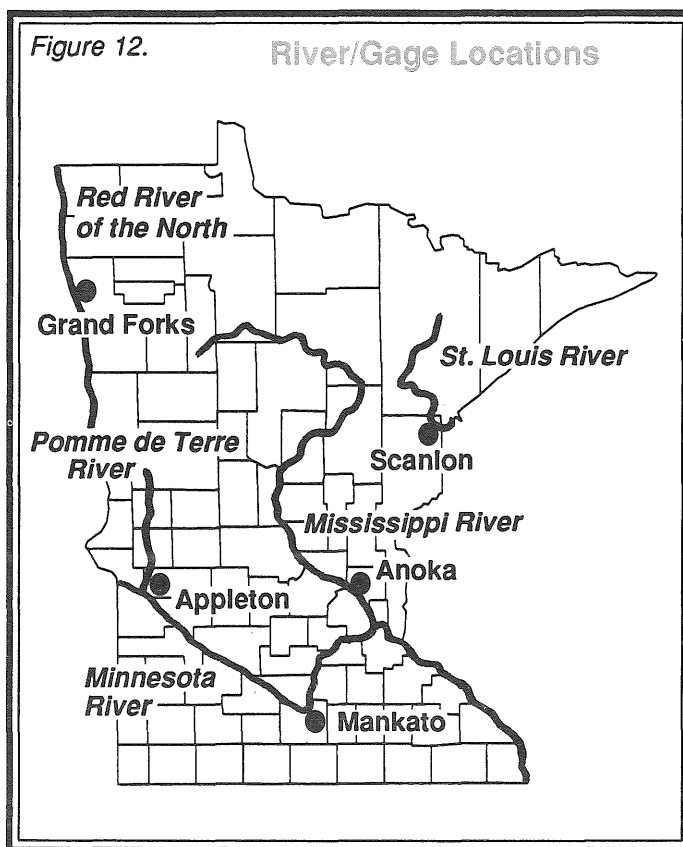 Figure 12.
River/Gage Locations
Red River
of the North
Grand Forks
St. Louis River
Pomme de Terre
River
Scanlon
Mississippi River
Anoka
Appleton
Minnesota
River
Mankato